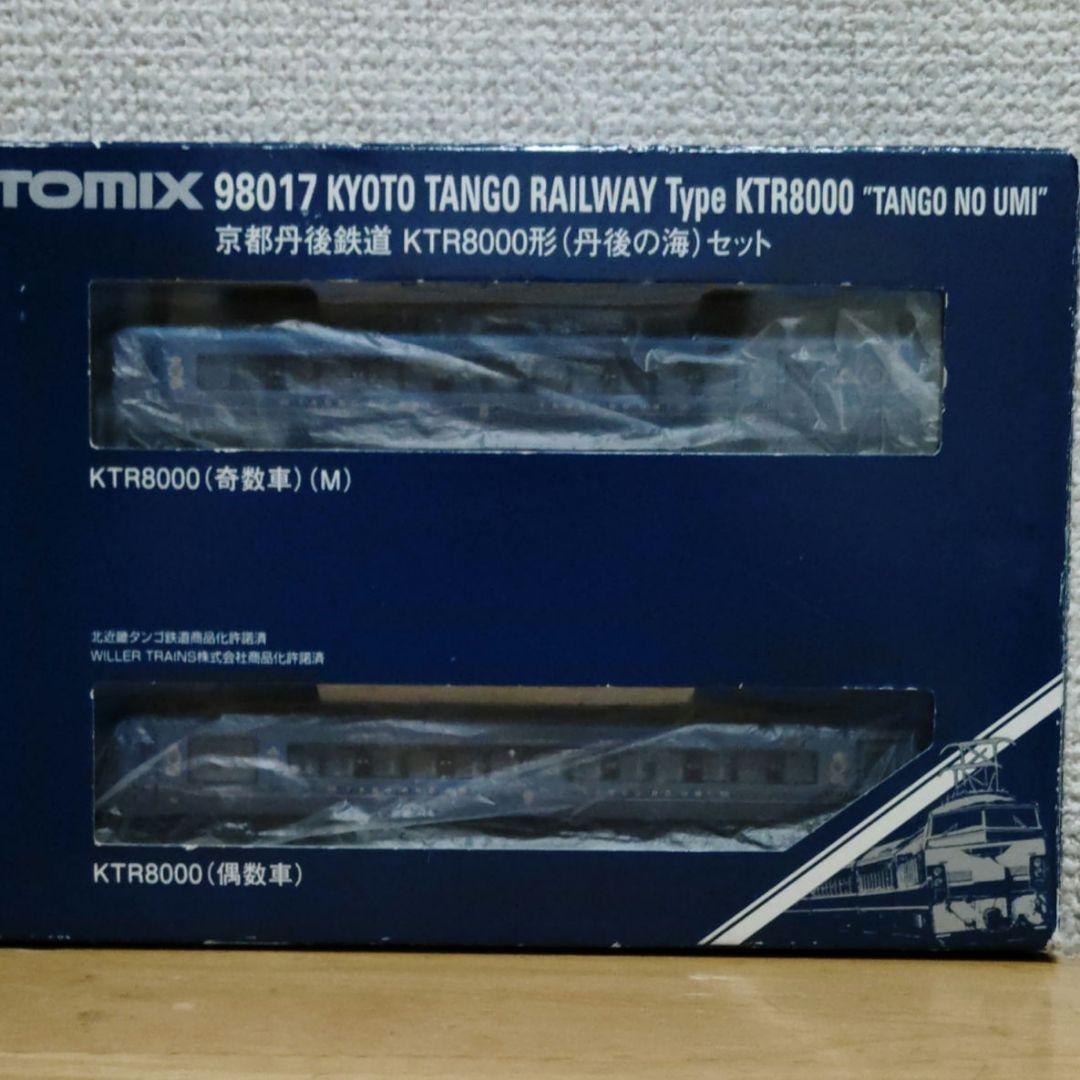 TOMIX 98017 KYOTO TANGO RAILWAY Type KTR8000 "TANGO NO UMI"
京都丹後鉄道 KTR8000形(丹後の海)セット
KTR8000(奇数車)(M)
北近畿タンゴ鉄道商品化許諾済
WILLER TRAINS株式会社商品化許諾済
KTR8000(偶数車)